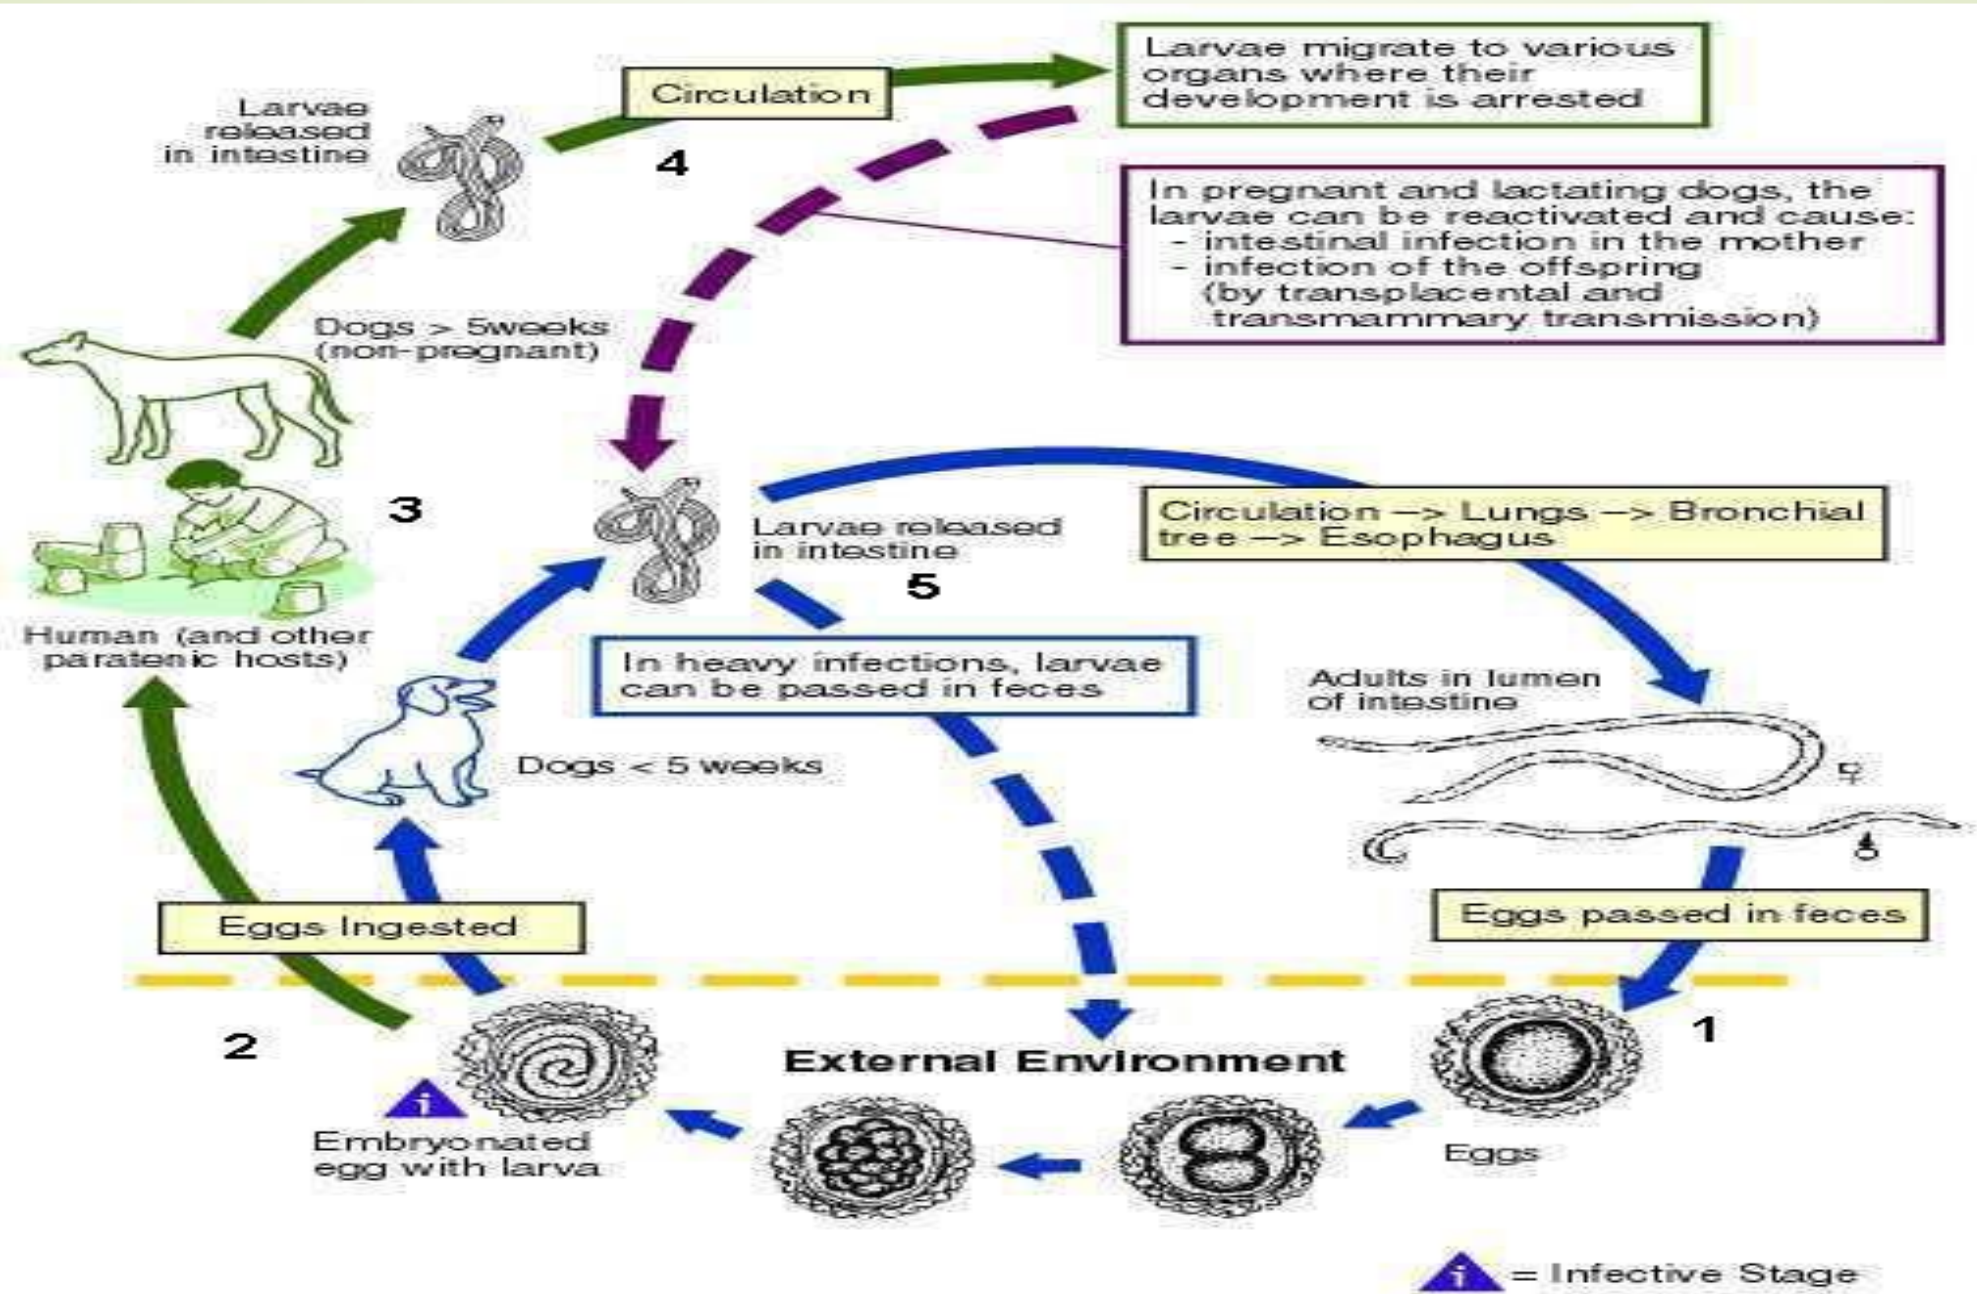 Larvae migrate to various
organs where their
development is arrested
Circulation
Larvae
released
in intestine
4
In pregnant and lactating dogs, the
larvae can be reactivated and cause:
- intestinal infection in the mother
- infection of the offspring
(by transplacental and
transmammary transmission)
Dogs > 5weeks
(non-pregnant)
3
Human (and other
paratenic hosts)
Larvae released
in intestine
5
Circulation --> Lungs --> Bronchial
tree --> Esophagus
In heavy infections, larvae
can be passed in feces
Adults in lumen
of intestine
♀
♂
Dogs < 5 weeks
Eggs Ingested
Eggs passed in feces
2
1
External Environment
i
Embryonated
egg with larva
Eggs
i = Infective Stage